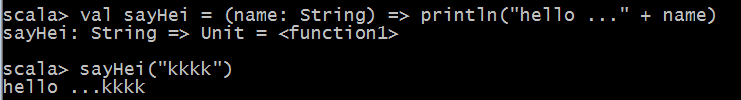 scala> val sayHei = (name: String) => println("hello ..." + name)
sayHei: String => Unit = <function1>
scala> sayHei("kkkk")
hello ...kkkk